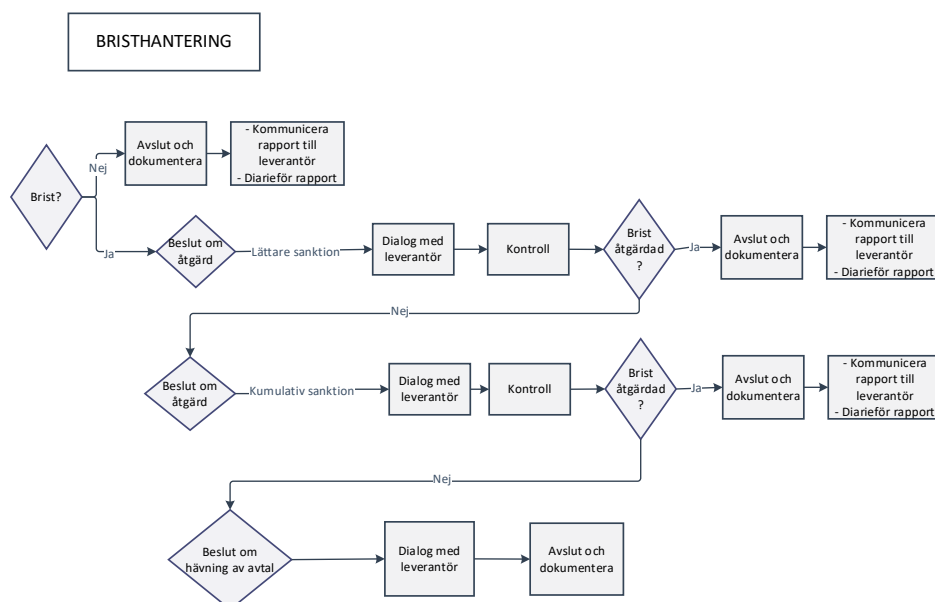 BRISTHANTERING
Brist?
Nej
Avslut och
dokumentera
- Kommunicera
rapport till
leverantör
- Diarieför rapport
Ja
Beslut om
åtgärd
Lättare sanktion
Dialog med
leverantör
Kontroll
Brist
åtgärdad
?
Ja
Avslut och
dokumentera
- Kommunicera
rapport till
leverantör
- Diarieför rapport
Nej
Beslut om
åtgärd
Kumulativ sanktion
Dialog med
leverantör
Kontroll
Brist
åtgärdad
?
Ja
Avslut och
dokumentera
- Kommunicera
rapport till
leverantör
- Diarieför rapport
Nej
Beslut om
hävning av avtal
Dialog med
leverantör
Avslut och
dokumentera